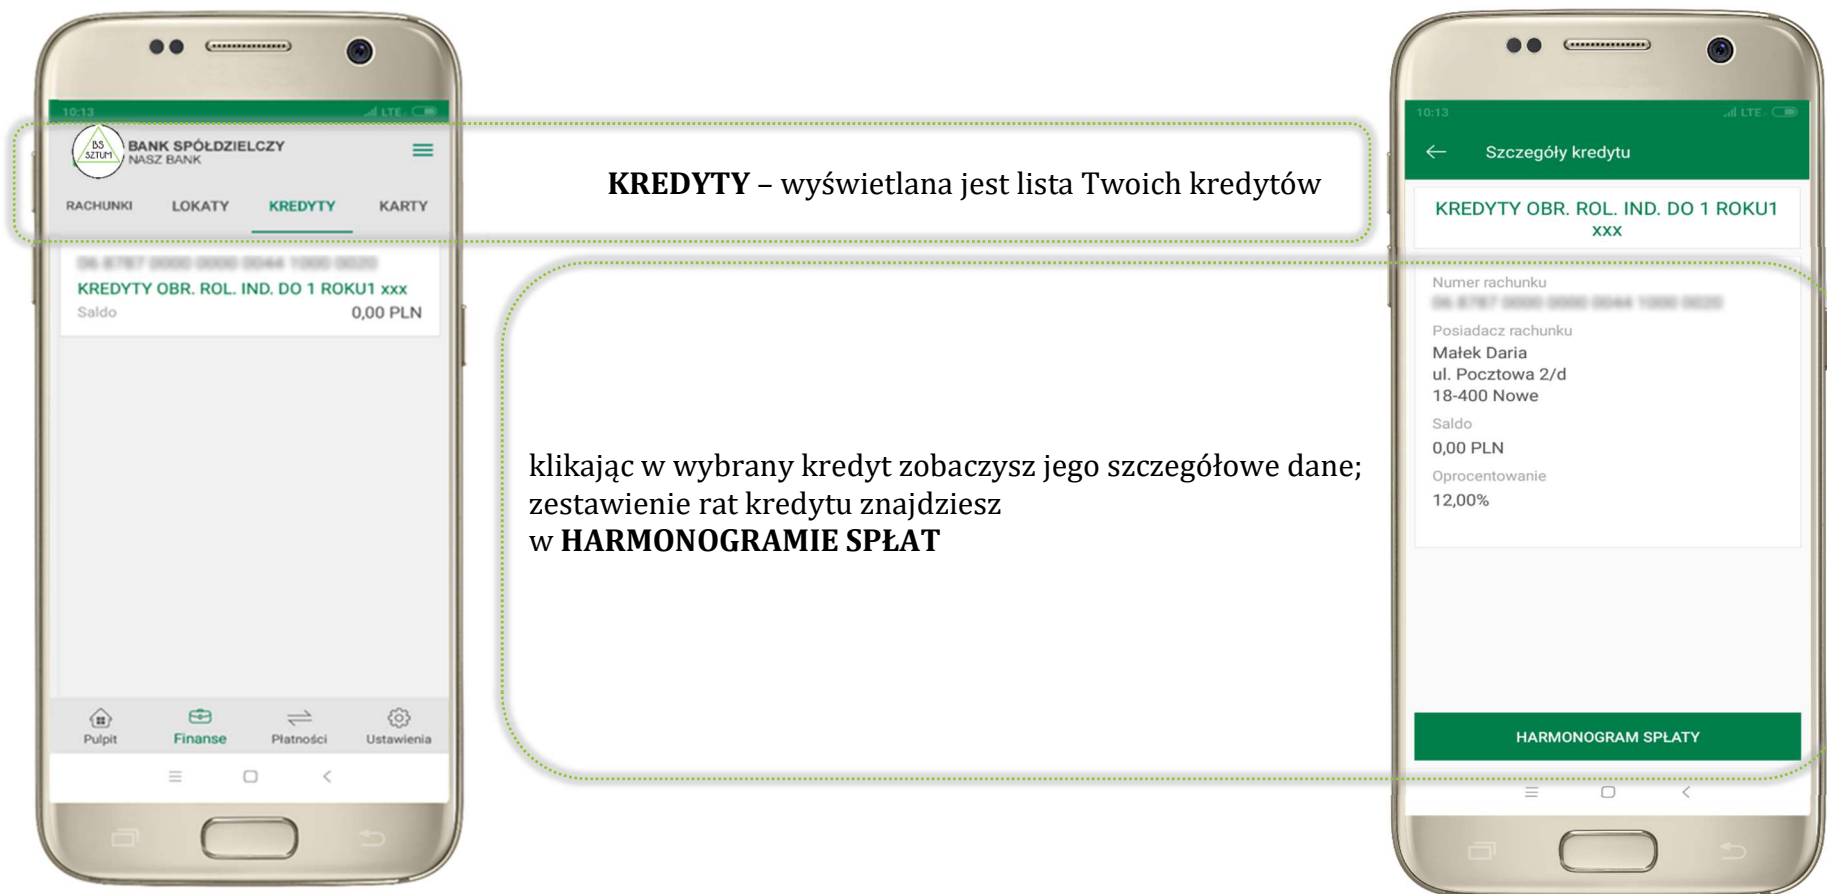 10:13
LTE
BS
SZTUM
BANK SPÓŁDZIELCZY
NASZ BANK
RACHUNKI LOKATY KREDYTY KARTY
KREDYTY OBR. ROL. IND. DO 1 ROKU1 xxx
Saldo 0,00 PLN
Pulpit Finanse Płatności Ustawienia
KREDYTY – wyświetlana jest lista Twoich kredytów
klikając w wybrany kredyt zobaczysz jego szczegółowe dane;
zestawienie rat kredytu znajdziesz
w HARMONOGRAMIE SPŁAT
10:13
LTE
Szczegóły kredytu
KREDYTY OBR. ROL. IND. DO 1 ROKU1
xxx
Numer rachunku
Posiadacz rachunku
Małek Daria
ul. Pocztowa 2/d
18-400 Nowe
Saldo
0,00 PLN
Oprocentowanie
12,00%
HARMONOGRAM SPŁATY